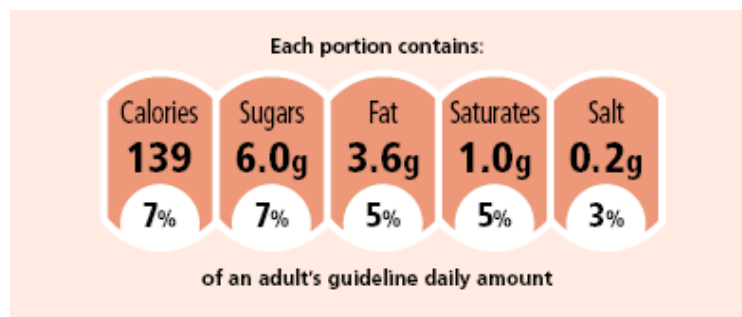 Each portion contains:
Calories Sugars Fat Saturates Salt
139 6.0g 3.6g 1.0g 0.2g
7% 7% 5% 5% 3%
of an adult's guideline daily amount